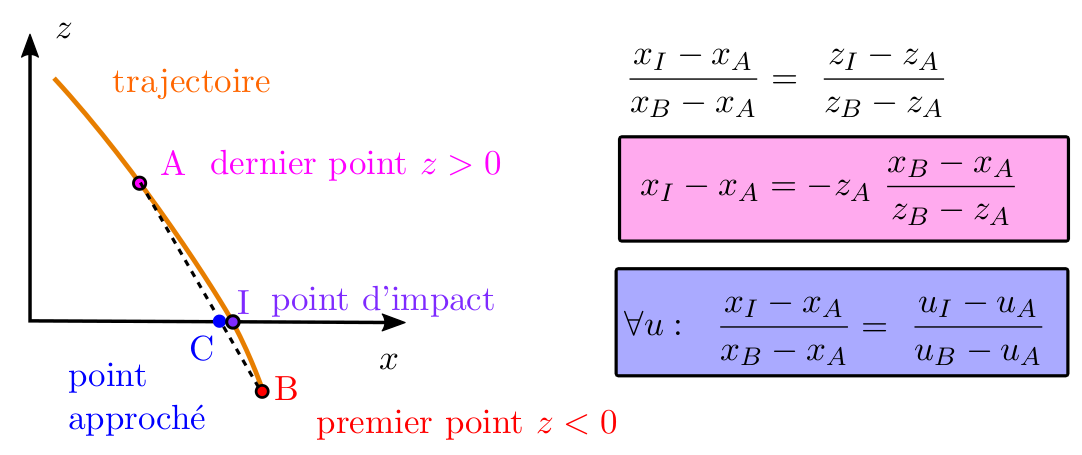 z
trajectoire
A dernier point z > 0
I point d'impact
C
x
point
approché
B
premier point z < 0
\frac{x_I - x_A}{x_B - x_A} = \frac{z_I - z_A}{z_B - z_A}
x_I - x_A = -z_A \frac{x_B - x_A}{z_B - z_A}
∀u : \frac{x_I - x_A}{x_B - x_A} = \frac{u_I - u_A}{u_B - u_A}